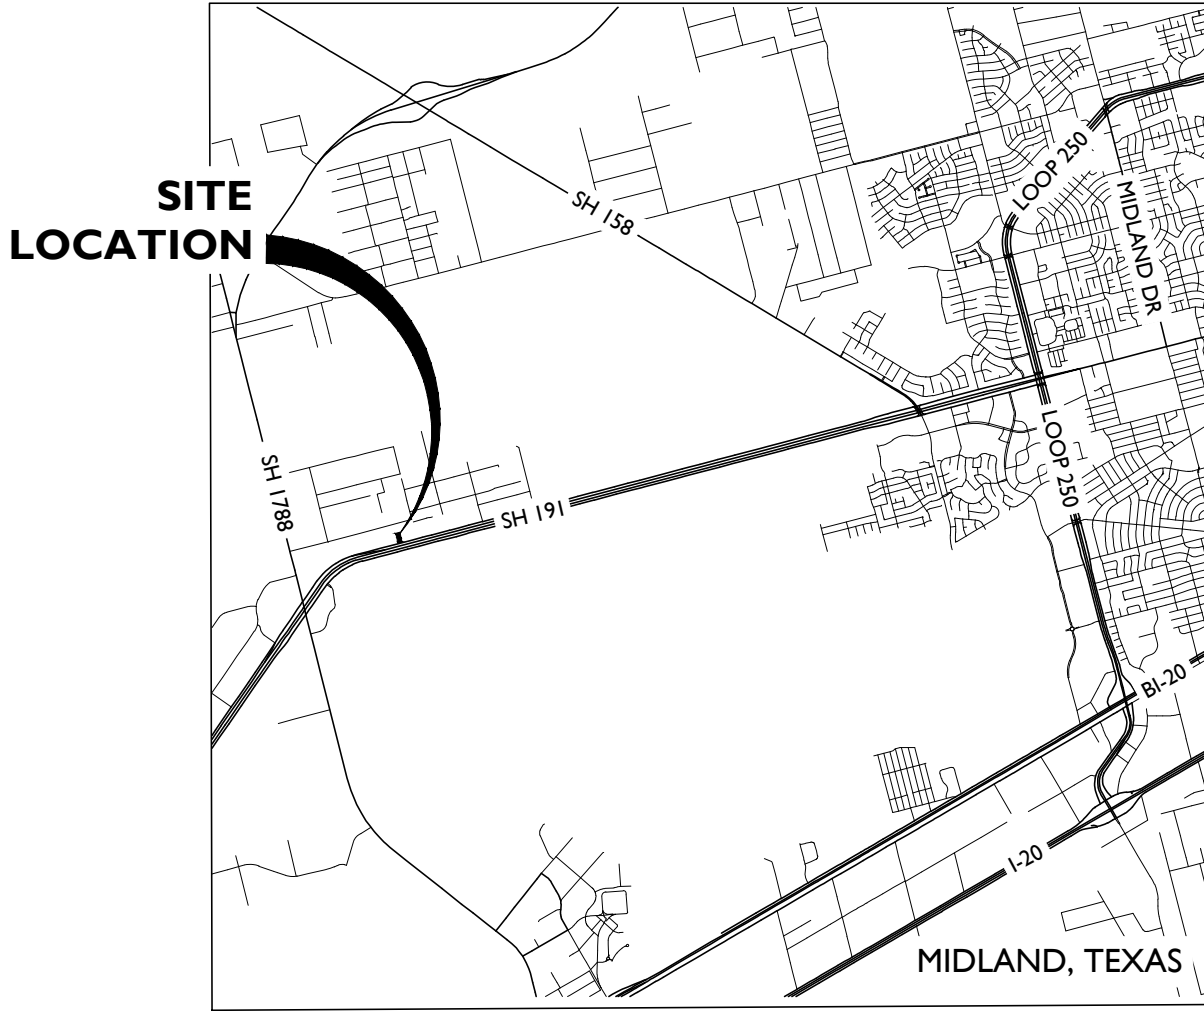 SITE
LOCATION
SH 158
LOOP 250
MIDLAND DR
SH 1788
SH 191
LOOP 250
BI-20
I-20
MIDLAND, TEXAS